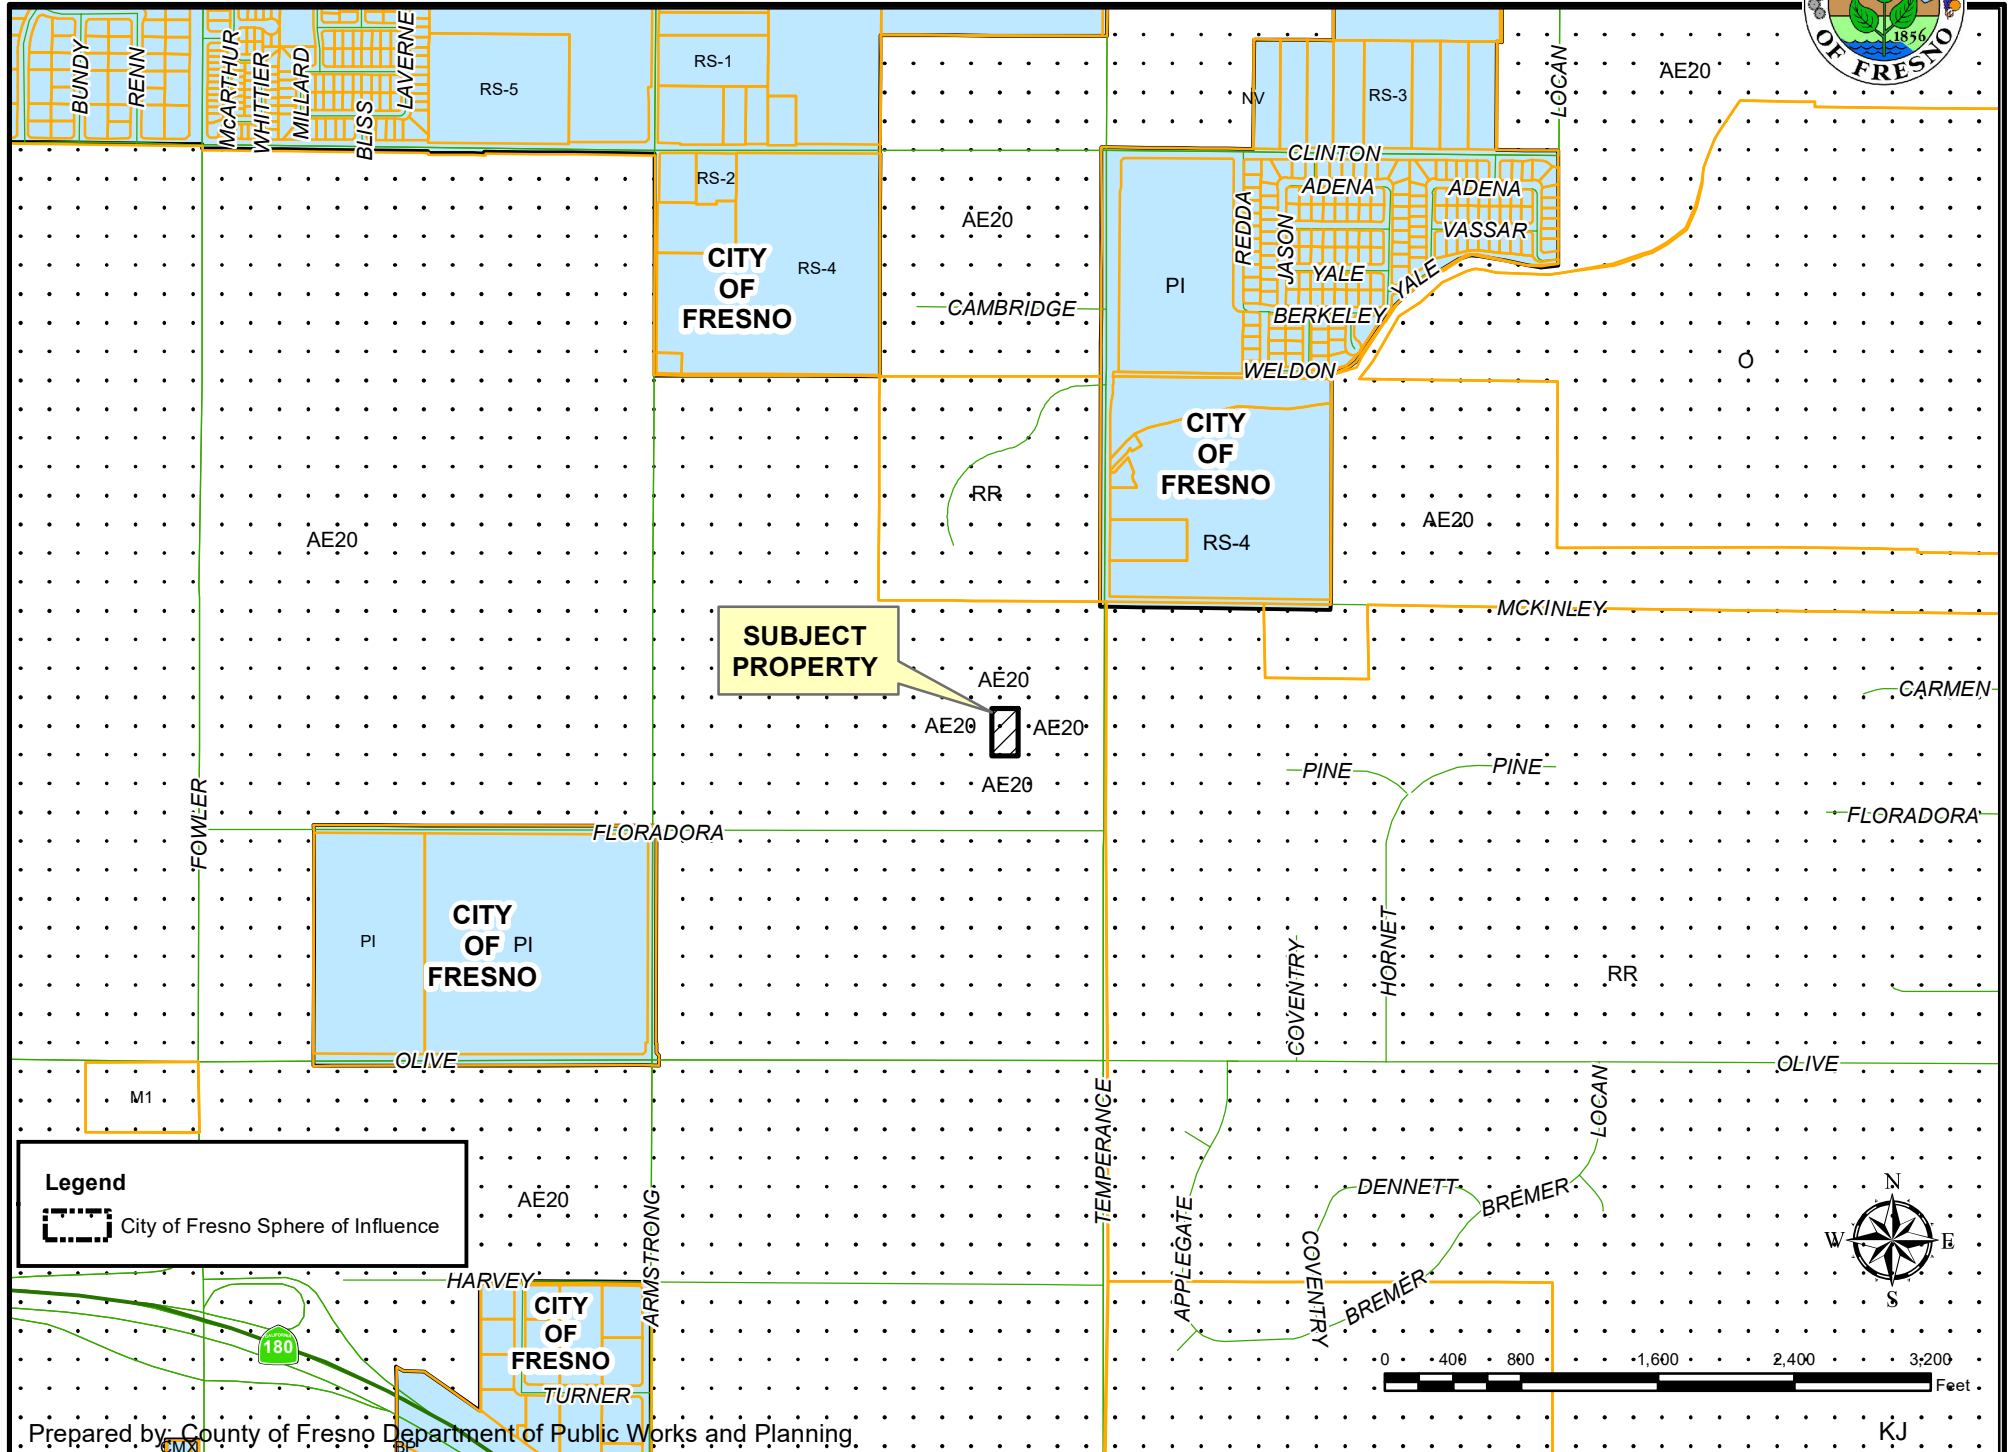 1856
OF FRESNO
BUNDY
RENN
McARTHUR
WHITTIER
MILLARD
BLISS
LAVERNE
RS-5
RS-1
NV
RS-3
LOCAN
AE20
CLINTON
RS-2
ADENA
ADENA
AE20
REDDA
JASON
VASSAR
CITY
OF
FRESNO
RS-4
YALE
YALE
PI
CAMBRIDGE
BERKELEY
WELDON
O
CITY
OF
FRESNO
RR
AE20
AE20
RS-4
MCKINLEY
SUBJECT
PROPERTY
AE20
AE20
AE20
AE20
CARMEN
PINE
PINE
FOWLER
FLORADORA
FLORADORA
CITY
OF
FRESNO
PI
PI
COVENTRY
HORNET
RR
OLIVE
OLIVE
M1
TEMPERANCE
LOCAN
Legend
City of Fresno Sphere of Influence
AE20
ARMSTRONG
APPLEGATE
DENNETT
BREMER
COVENTRY
BREMER
N
W
E
S
HARVEY
CITY
OF
FRESNO
TURNER
CALIFORNIA
180
0 400 800 1,600 2,400 3,200
Feet
Prepared by: County of Fresno Department of Public Works and Planning
CMX
BP
KJ